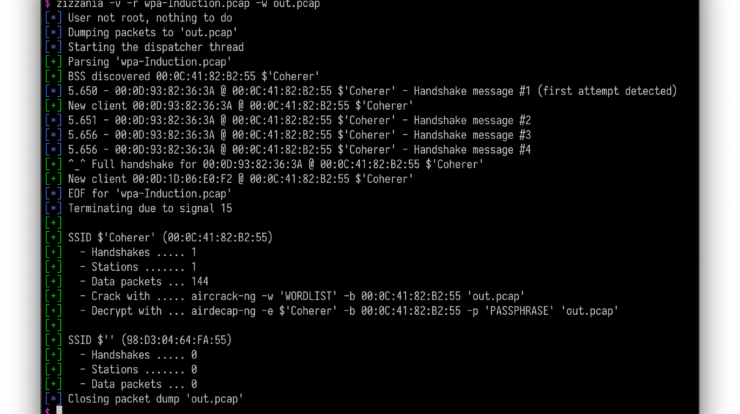 $ zizzania -v -r wpa-Induction.pcap -w out.pcap
[*] User not root, nothing to do
[*] Dumping packets to 'out.pcap'
[*] Starting the dispatcher thread
[+] Parsing 'wpa-Induction.pcap'
[+] BSS discovered 00:0C:41:82:B2:55 $'Coherer'
[*] 5.650 - 00:0D:93:82:36:3A @ 00:0C:41:82:B2:55 $'Coherer' - Handshake message #1 (first attempt detected)
[+] New client 00:0D:93:82:36:3A @ 00:0C:41:82:B2:55 $'Coherer'
[*] 5.651 - 00:0D:93:82:36:3A @ 00:0C:41:82:B2:55 $'Coherer' - Handshake message #2
[*] 5.656 - 00:0D:93:82:36:3A @ 00:0C:41:82:B2:55 $'Coherer' - Handshake message #3
[*] 5.656 - 00:0D:93:82:36:3A @ 00:0C:41:82:B2:55 $'Coherer' - Handshake message #4
[+] ^_^ Full handshake for 00:0D:93:82:36:3A @ 00:0C:41:82:B2:55 $'Coherer'
[+] New client 00:0D:1D:06:E0:F2 @ 00:0C:41:82:B2:55 $'Coherer'
[*] EOF for 'wpa-Induction.pcap'
[*] Terminating due to signal 15
[+]
[+] SSID $'Coherer' (00:0C:41:82:B2:55)
[+]   - Handshakes ..... 1
[+]   - Stations ....... 1
[+]   - Data packets ... 144
[+]   - Crack with ..... aircrack-ng -w 'WORDLIST' -b 00:0C:41:82:B2:55 'out.pcap'
[+]   - Decrypt with ... airdecap-ng -e $'Coherer' -b 00:0C:41:82:B2:55 -p 'PASSPHRASE' 'out.pcap'
[+]
[+] SSID $'' (98:D3:04:64:FA:55)
[+]   - Handshakes ..... 0
[+]   - Stations ....... 0
[+]   - Data packets ... 0
[*] Closing packet dump 'out.pcap'
$